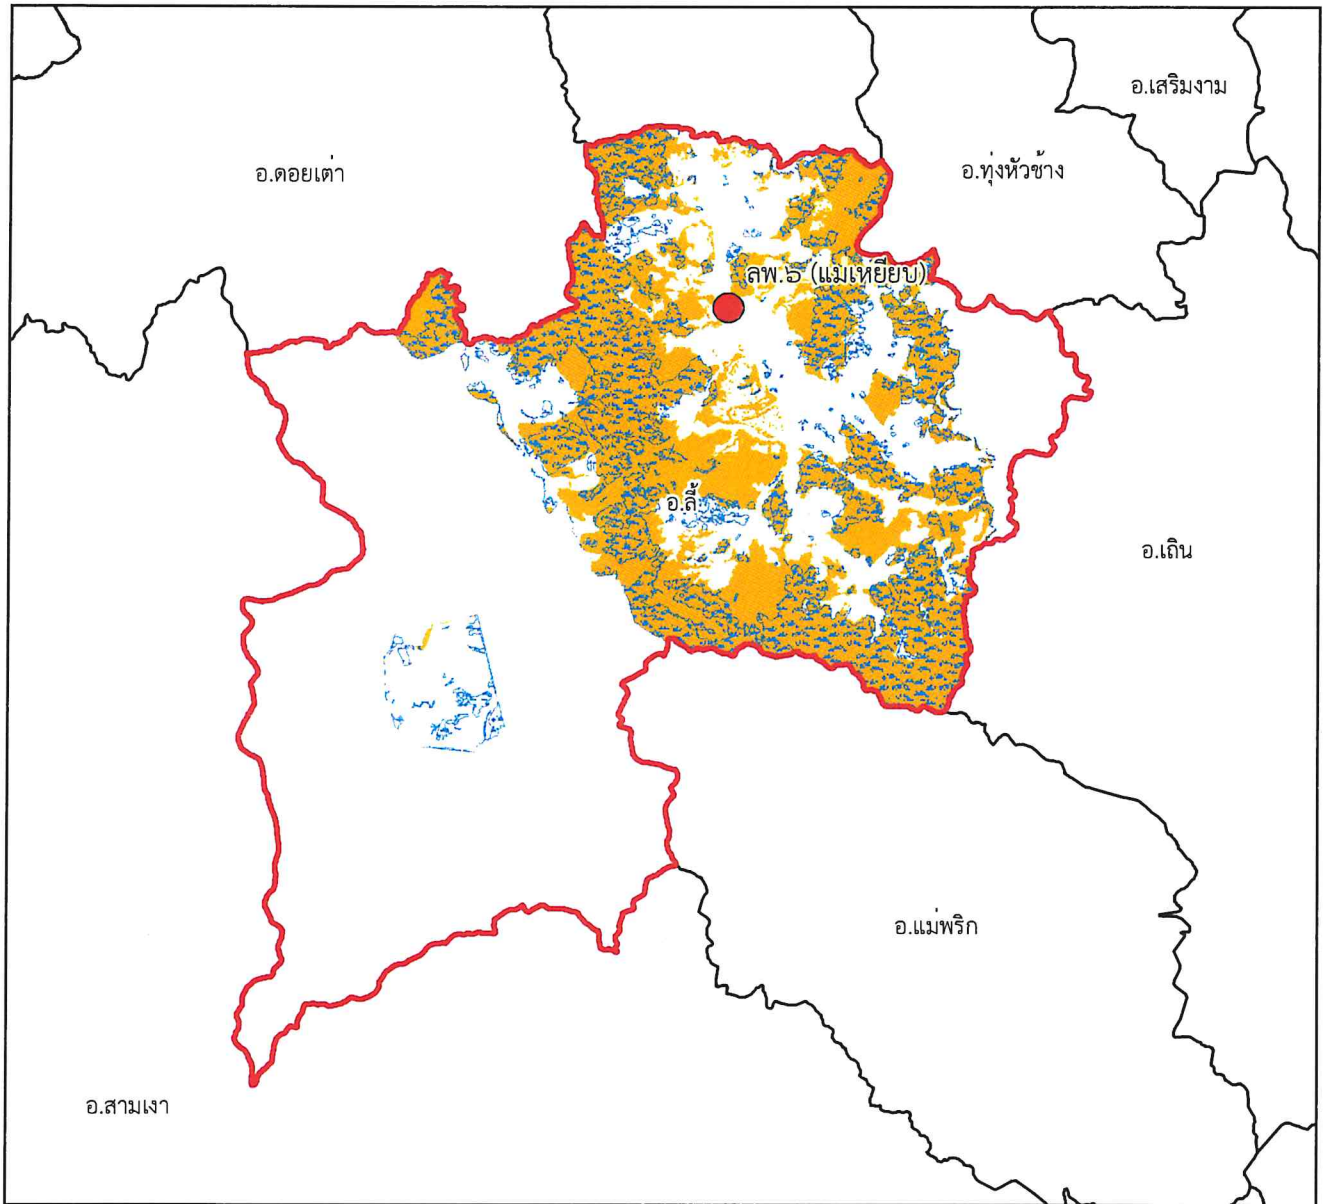 อ.เสริมงาม
อ.ดอยเต่า
อ.ทุ่งหัวช้าง
ลพ.๖ (แม่เหยียบ)
อ.ลี้
อ.เถิน
อ.แม่พริก
อ.สามเงา